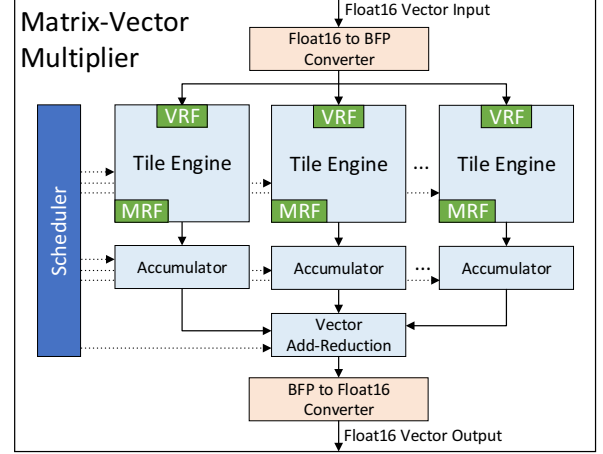 Float16 Vector Input
Matrix-Vector
Multiplier
Float16 to BFP
Converter
VRF
VRF
VRF
Tile Engine
Tile Engine
...
Tile Engine
MRF
MRF
MRF
Scheduler
Accumulator
Accumulator
...
Accumulator
Vector
Add-Reduction
BFP to Float16
Converter
Float16 Vector Output